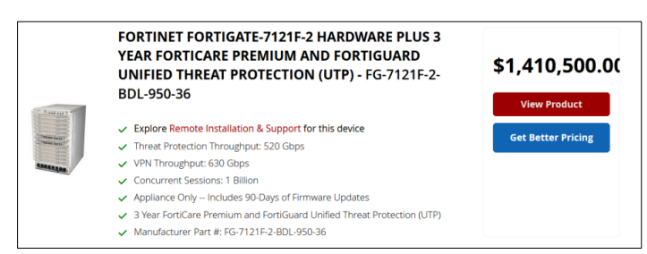 FORTINET FORTIGATE-7121F-2 HARDWARE PLUS 3
YEAR FORTICARE PREMIUM AND FORTIGUARD
UNIFIED THREAT PROTECTION (UTP) - FG-7121F-2-
BDL-950-36
Explore Remote Installation & Support for this device
Threat Protection Throughput: 520 Gbps
VPN Throughput: 630 Gbps
Concurrent Sessions: 1 Billion
Appliance Only -- Includes 90-Days of Firmware Updates
3 Year FortiCare Premium and FortiGuard Unified Threat Protection (UTP)
Manufacturer Part #: FG-7121F-2-BDL-950-36
$1,410,500.00
View Product
Get Better Pricing